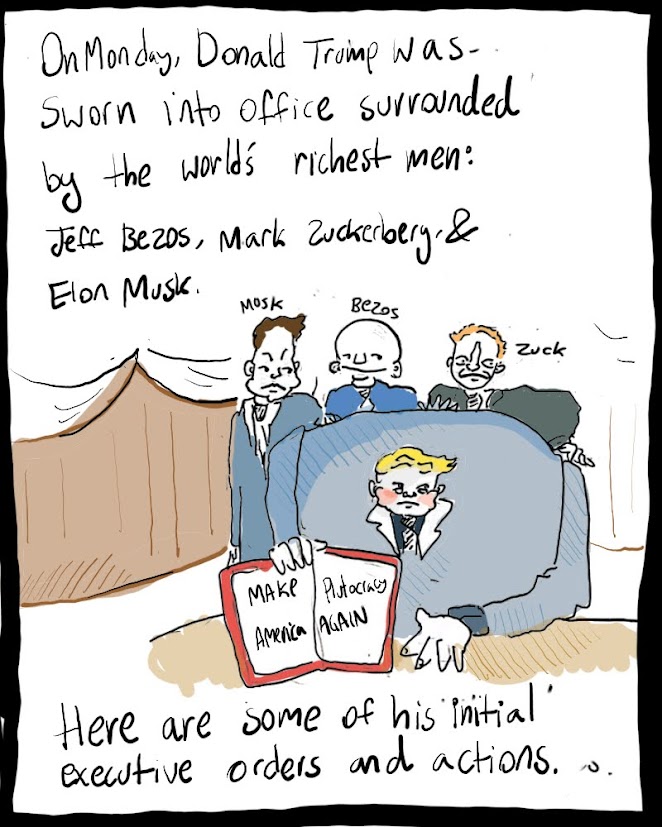 On Monday, Donald Trump was-
sworn into office surrounded
by the world's richest men:
Jeff Bezos, Mark Zuckerberg, &
Elon Musk.
Mosk
Bezos
Zuck
MAKE Plutocracy
America AGAIN
Here are some of his 'initial'
executive orders and actions.